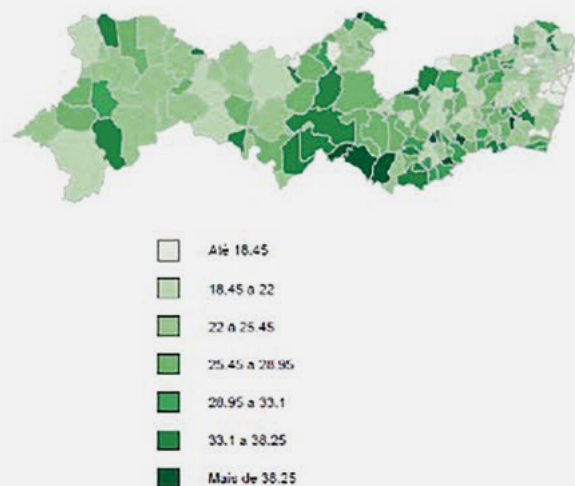 Até 18.45
18.45 a 22
22 a 25.45
25.45 a 28.95
28.95 a 33.1
33.1 a 38.25
Mais de 38.25